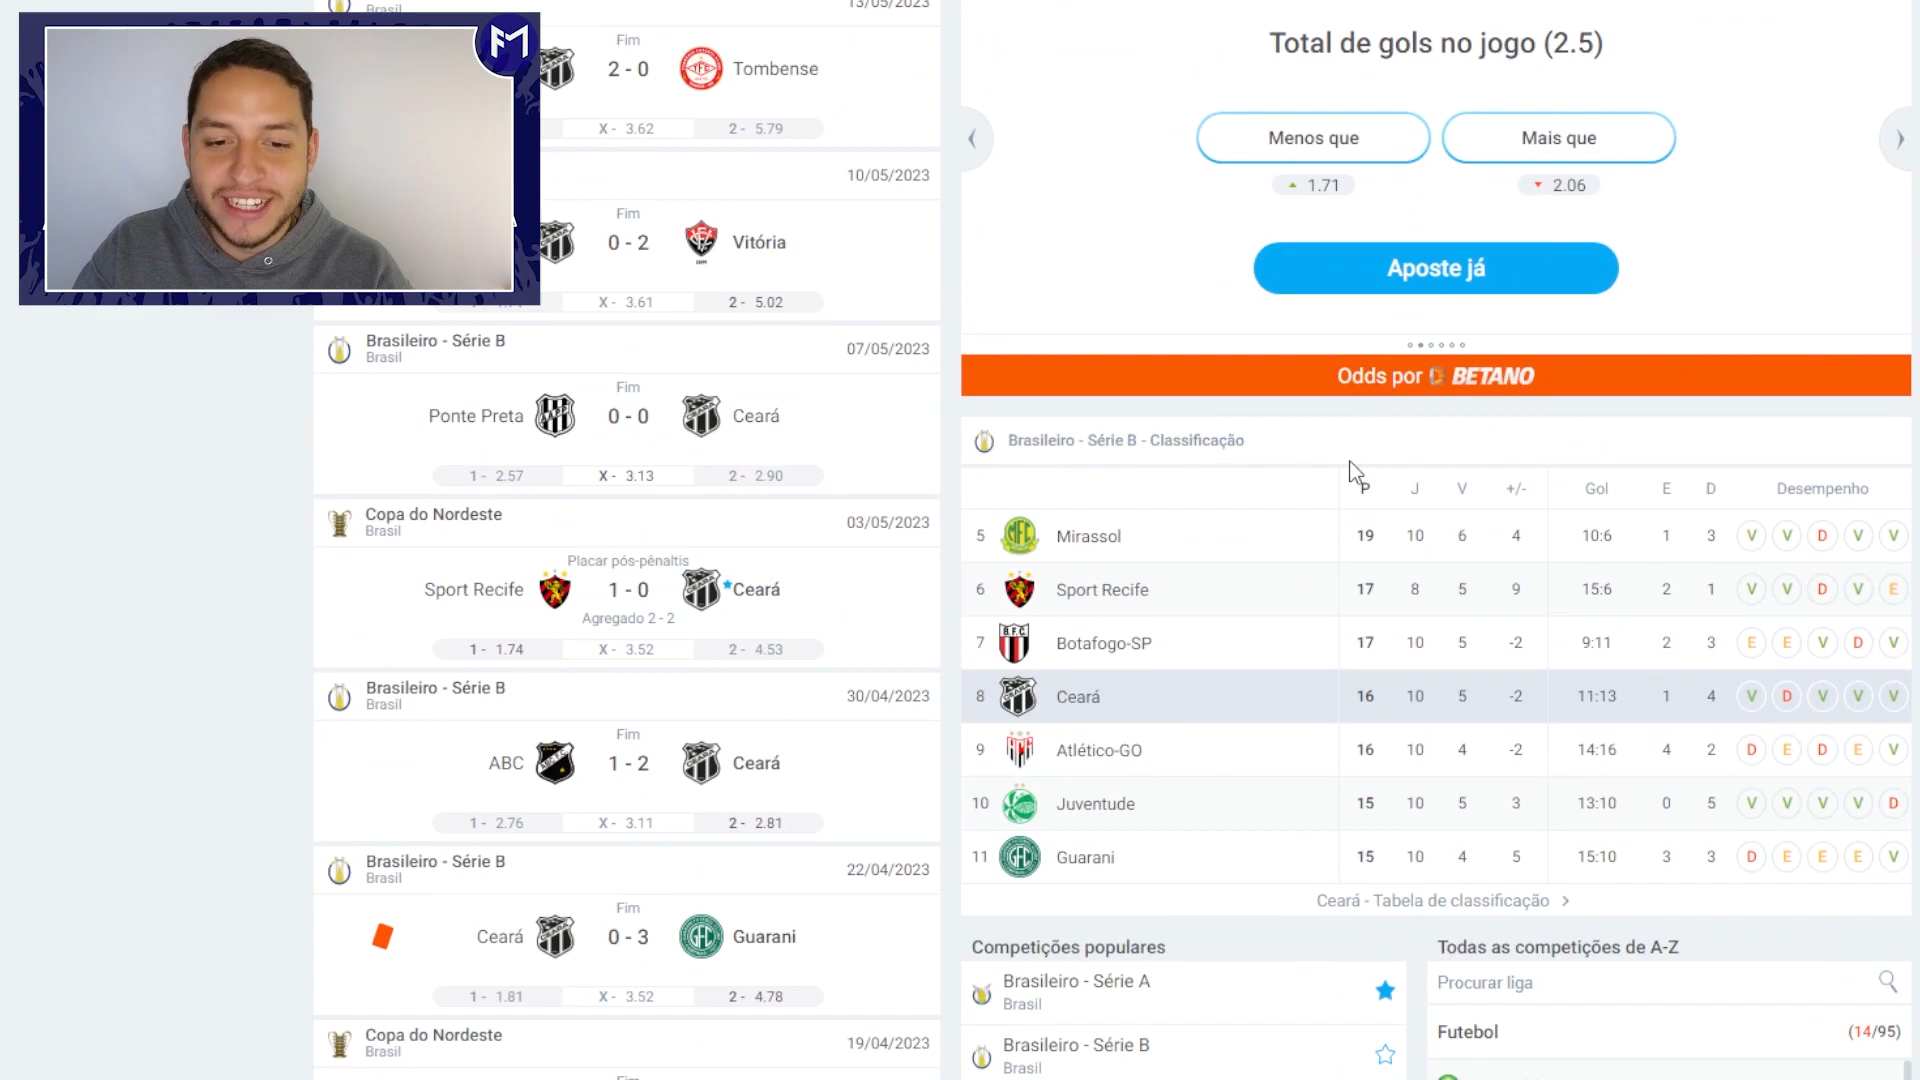 Brasil
13/05/2023
Fim
2 - 0
Tombense
X - 3.62
2 - 5.79
10/05/2023
Fim
0 - 2
Vitória
X - 3.61
2 - 5.02
Brasileiro - Série B
Brasil
07/05/2023
Fim
Ponte Preta
0 - 0
Ceará
1 - 2.57
X - 3.13
2 - 2.90
Copa do Nordeste
Brasil
03/05/2023
Placar pós-pênaltis
Sport Recife
1 - 0
Ceará
Agregado 2 - 2
1 - 1.74
X - 3.52
2 - 4.53
Brasileiro - Série B
Brasil
30/04/2023
Fim
ABC
1 - 2
Ceará
1 - 2.76
X - 3.11
2 - 2.81
Brasileiro - Série B
Brasil
22/04/2023
Fim
Ceará
0 - 3
Guarani
1 - 1.81
X - 3.52
2 - 4.78
Copa do Nordeste
Brasil
19/04/2023
Fim
Total de gols no jogo (2.5)
Menos que
Mais que
1.71
2.06
Aposte já
Odds por BETANO
Brasileiro - Série B - Classificação
P J V +/- Gol E D Desempenho
5 Mirassol 19 10 6 4 10:6 1 3 V V D V V
6 Sport Recife 17 8 5 9 15:6 2 1 V V D V E
7 Botafogo-SP 17 10 5 -2 9:11 2 3 E E V D V
8 Ceará 16 10 5 -2 11:13 1 4 V D V V V
9 Atlético-GO 16 10 4 -2 14:16 4 2 D E D E V
10 Juventude 15 10 5 3 13:10 0 5 V V V V D
11 Guarani 15 10 4 5 15:10 3 3 D E E E V
Ceará - Tabela de classificação
Competições populares
Brasileiro - Série A
Brasil
Brasileiro - Série B
Brasil
Todas as competições de A-Z
Procurar liga
Futebol
(14/95)